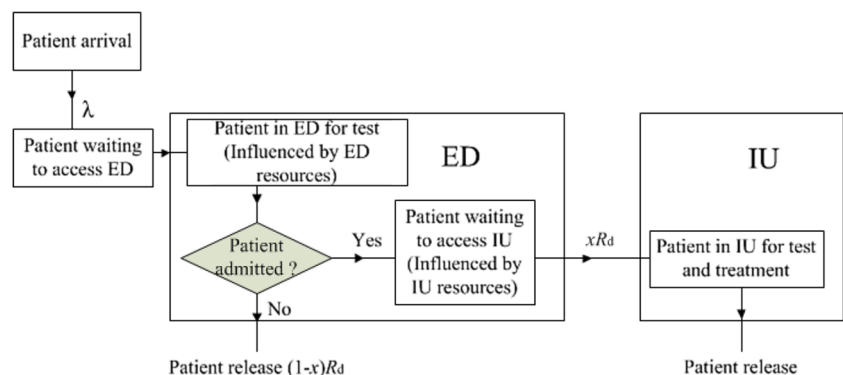 Patient arrival
λ
Patient waiting
to access ED
Patient in ED for test
(Influenced by ED
resources)
ED
Patient
admitted ?
Yes
No
Patient waiting
to access IU
(Influenced by
IU resources)
xRd
IU
Patient in IU for test
and treatment
Patient release (1-x)Rd
Patient release